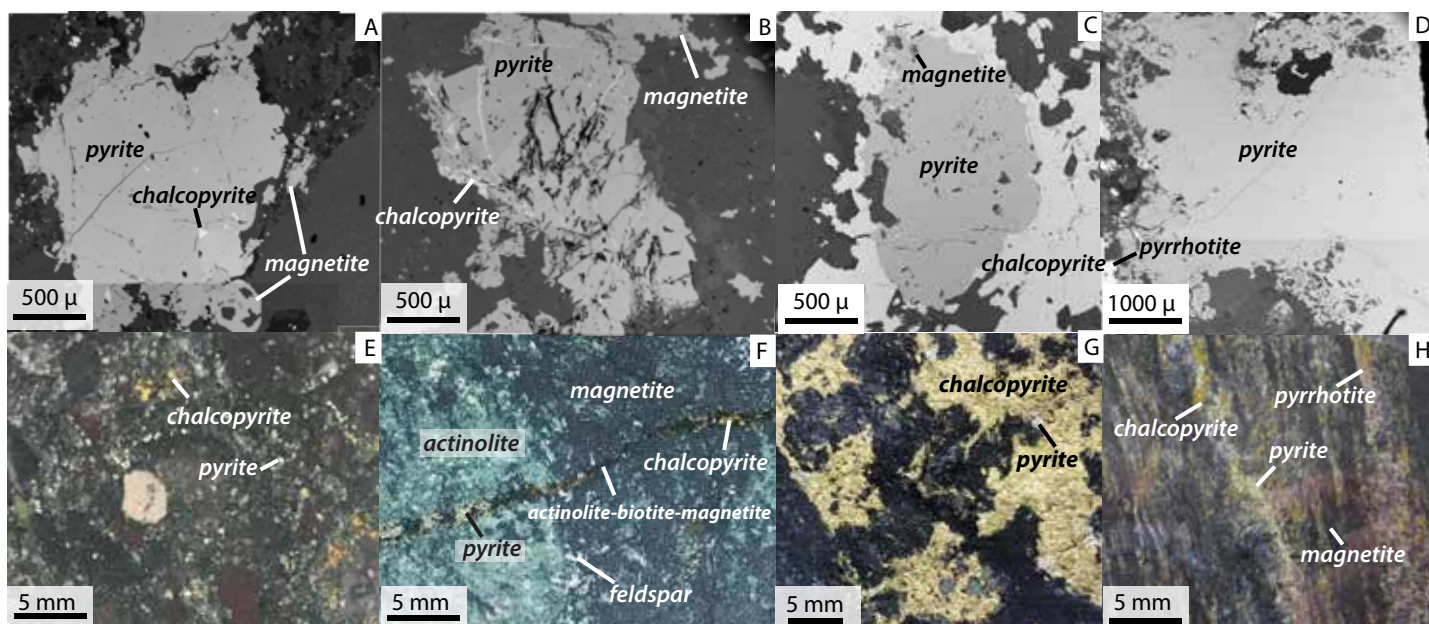 A
pyrite
chalcopyrite
magnetite
500 µ
B
pyrite
magnetite
chalcopyrite
500 µ
C
magnetite
pyrite
chalcopyrite
500 µ
D
pyrite
pyrrhotite
1000 µ
E
chalcopyrite
pyrite
5 mm
F
magnetite
actinolite
chalcopyrite
actinolite-biotite-magnetite
pyrite
feldspar
5 mm
G
chalcopyrite
pyrite
5 mm
H
pyrrhotite
chalcopyrite
pyrite
magnetite
5 mm